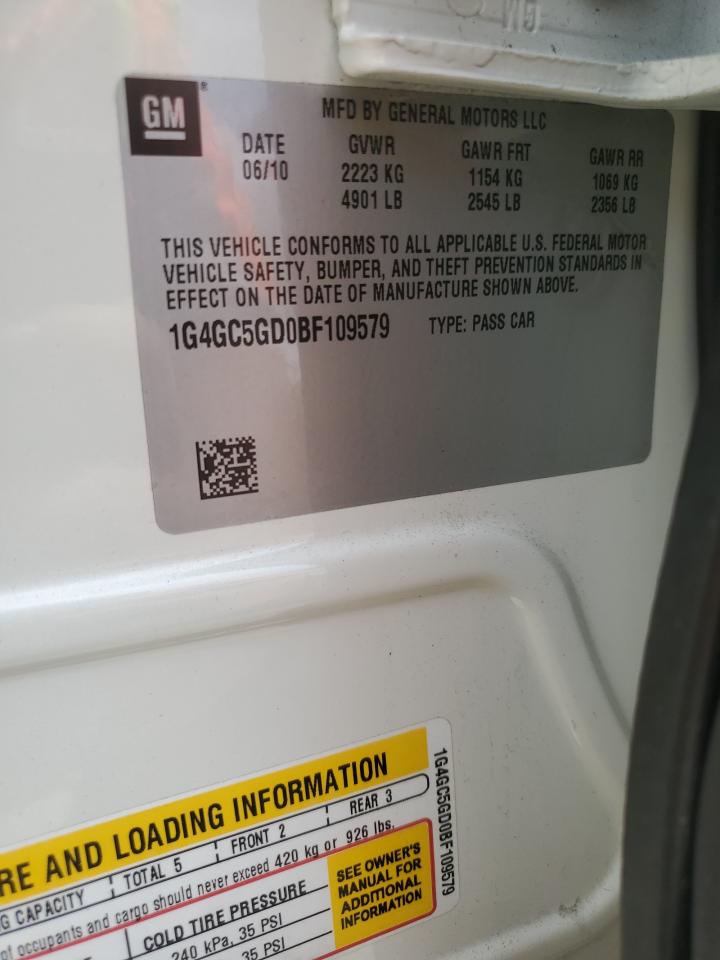 GM
GM ®
MFD BY GENERAL MOTORS LLC
DATE GVWR GAWR FRT GAWR RR
06/10 2223 KG 1154 KG 1069 KG
4901 LB 2545 LB 2356 LB
THIS VEHICLE CONFORMS TO ALL APPLICABLE U.S. FEDERAL MOTOR
VEHICLE SAFETY, BUMPER, AND THEFT PREVENTION STANDARDS IN
EFFECT ON THE DATE OF MANUFACTURE SHOWN ABOVE.
1G4GC5GD0BF109579 TYPE: PASS CAR
RE AND LOADING INFORMATION
G CAPACITY TOTAL 5 FRONT 2 REAR 3
occupants and cargo should never exceed 420 kg or 926 lbs.
COLD TIRE PRESSURE
240 kPa, 35 PSI
35 PSI
SEE OWNER'S
MANUAL FOR
ADDITIONAL
INFORMATION
1G4GC5GD0BF109579